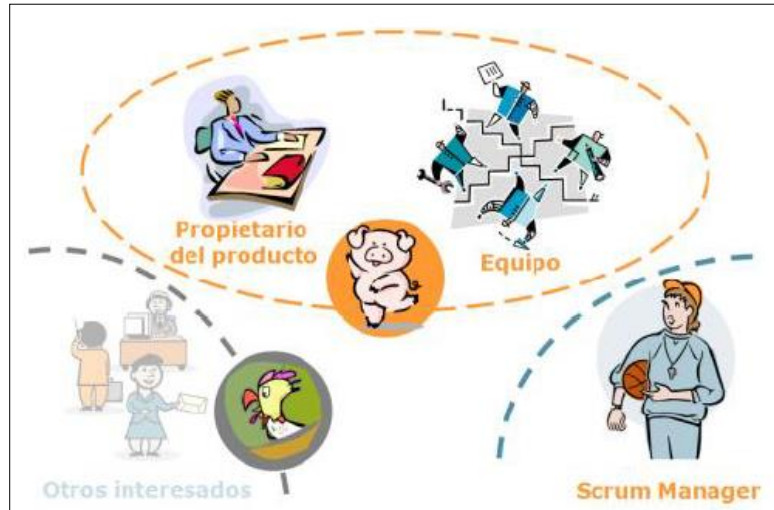 Propietario
del producto
Equipo
Otros interesados
Scrum Manager